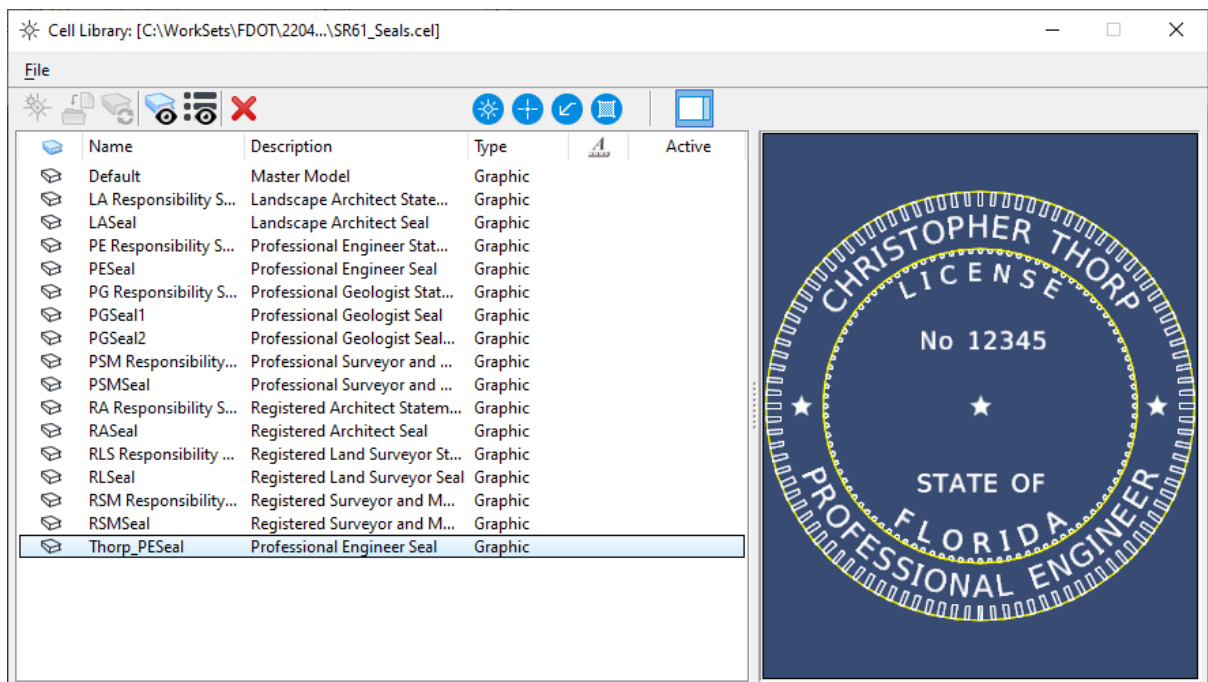 Cell Library: [C:\WorkSets\FDOT\2204...\SR61_Seals.cel]
File
Name Description Type A Active
Default Master Model Graphic
LA Responsibility S... Landscape Architect State... Graphic
LASeal Landscape Architect Seal Graphic
PE Responsibility S... Professional Engineer Stat... Graphic
PESeal Professional Engineer Seal Graphic
PG Responsibility S... Professional Geologist Stat... Graphic
PGSeal1 Professional Geologist Seal Graphic
PGSeal2 Professional Geologist Seal... Graphic
PSM Responsibility... Professional Surveyor and ... Graphic
PSMSeal Professional Surveyor and ... Graphic
RA Responsibility S... Registered Architect Statem... Graphic
RASeal Registered Architect Seal Graphic
RLS Responsibility ... Registered Land Surveyor St... Graphic
RLSeal Registered Land Surveyor Seal Graphic
RSM Responsibility... Registered Surveyor and M... Graphic
RSMSeal Registered Surveyor and M... Graphic
Thorp_PESeal Professional Engineer Seal Graphic
CHRISTOPHER THORP
LICENSE
No 12345
STATE OF
FLORIDA
PROFESSIONAL ENGINEER